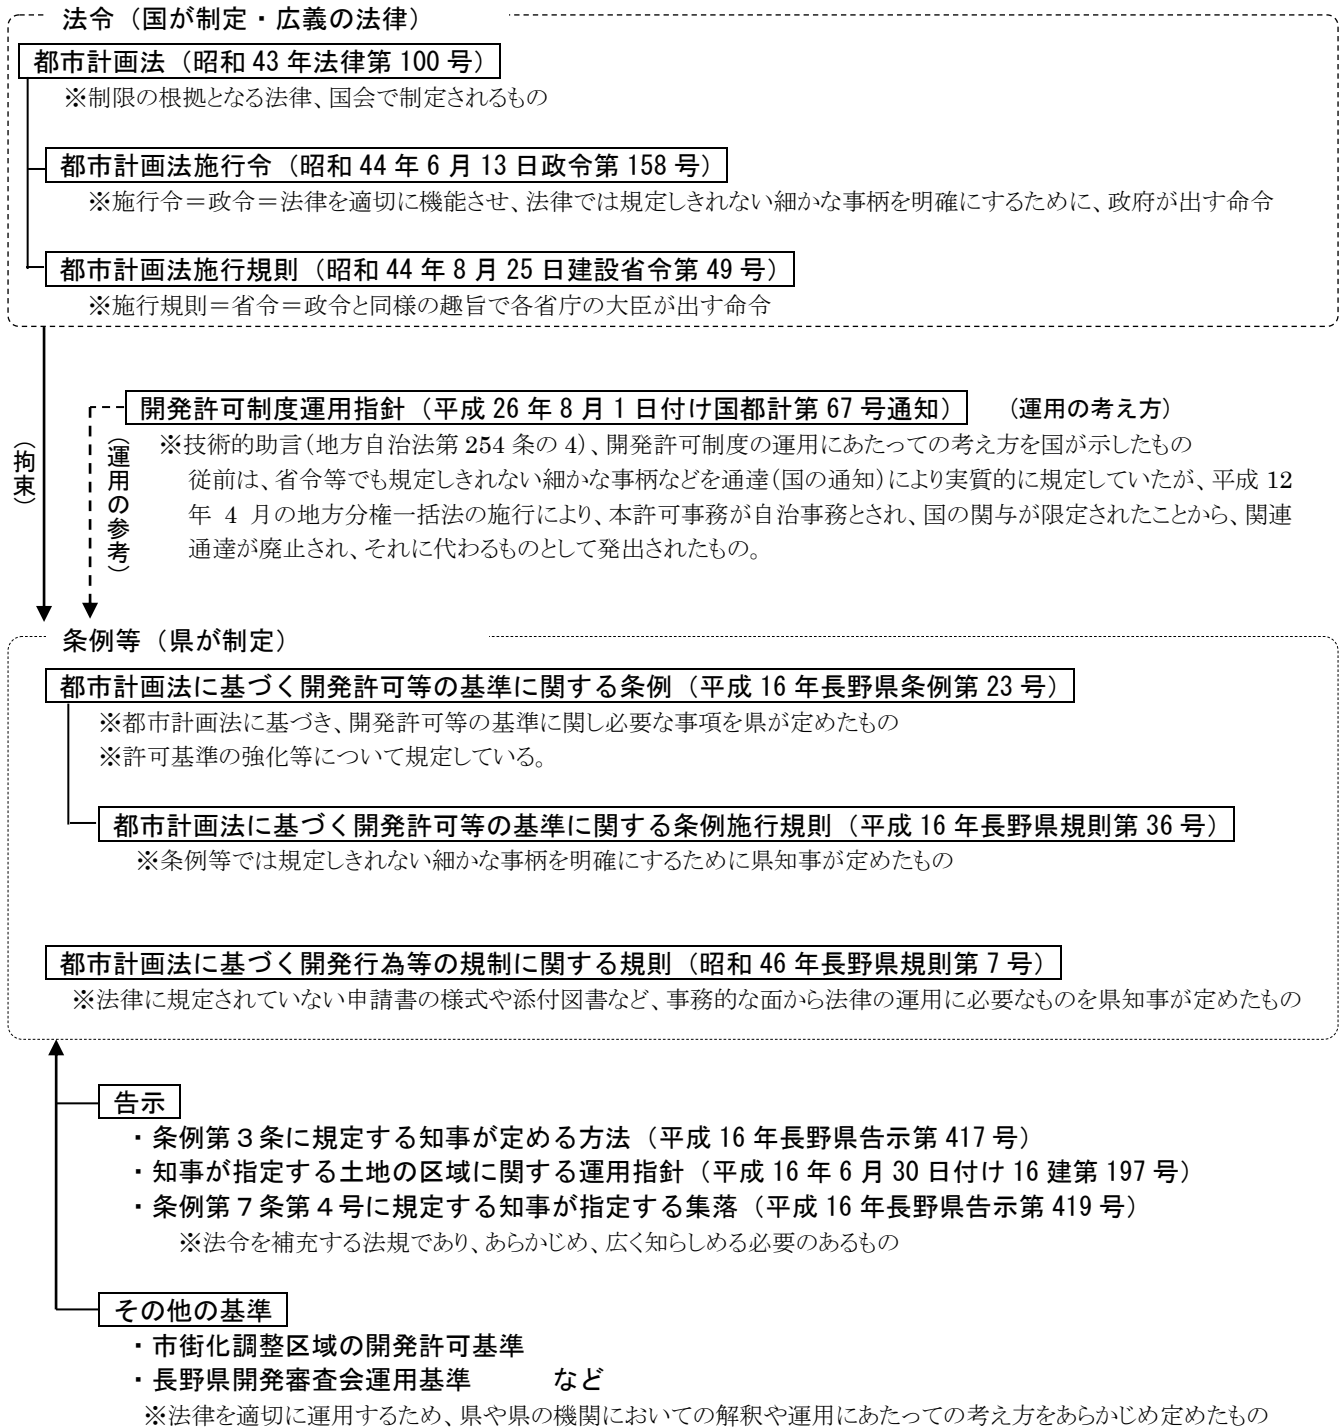 法令（国が制定・広義の法律）
都市計画法（昭和 43 年法律第 100 号）
※制限の根拠となる法律、国会で制定されるもの
都市計画法施行令（昭和 44 年 6 月 13 日政令第 158 号）
※施行令＝政令＝法律を適切に機能させ、法律では規定しきれない細かな事柄を明確にするために、政府が出す命令
都市計画法施行規則（昭和 44 年 8 月 25 日建設省令第 49 号）
※施行規則＝省令＝政令と同様の趣旨で各省庁の大臣が出す命令
（拘束）
（運用の参考）
開発許可制度運用指針（平成 26 年 8 月 1 日付け国都計第 67 号通知）　（運用の考え方）
※技術的助言（地方自治法第 254 条の 4）、開発許可制度の運用にあたっての考え方を国が示したもの
従前は、省令等でも規定しきれない細かな事柄などを通達（国の通知）により実質的に規定していたが、平成 12
年 4 月の地方分権一括法の施行により、本許可事務が自治事務とされ、国の関与が限定されたことから、関連
通達が廃止され、それに代わるものとして発出されたもの。
条例等（県が制定）
都市計画法に基づく開発許可等の基準に関する条例（平成 16 年長野県条例第 23 号）
※都市計画法に基づき、開発許可等の基準に関し必要な事項を県が定めたもの
※許可基準の強化等について規定している。
都市計画法に基づく開発許可等の基準に関する条例施行規則（平成 16 年長野県規則第 36 号）
※条例等では規定しきれない細かな事柄を明確にするために県知事が定めたもの
都市計画法に基づく開発行為等の規制に関する規則（昭和 46 年長野県規則第 7 号）
※法律に規定されていない申請書の様式や添付図書など、事務的な面から法律の運用に必要なものを県知事が定めたもの
告示
・条例第３条に規定する知事が定める方法（平成 16 年長野県告示第 417 号）
・知事が指定する土地の区域に関する運用指針（平成 16 年 6 月 30 日付け 16 建第 197 号）
・条例第７条第４号に規定する知事が指定する集落（平成 16 年長野県告示第 419 号）
※法令を補充する法規であり、あらかじめ、広く知らしめる必要のあるもの
その他の基準
・市街化調整区域の開発許可基準
・長野県開発審査会運用基準　　など
※法律を適切に運用するため、県や県の機関においての解釈や運用にあたっての考え方をあらかじめ定めたもの